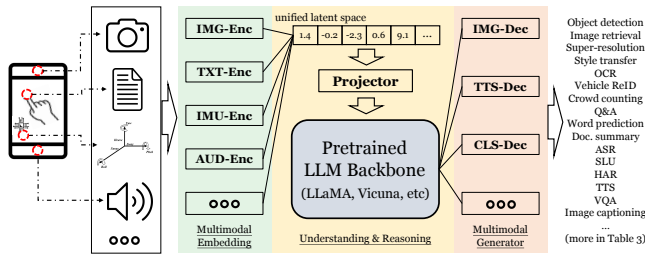 IMG-Enc
TXT-Enc
IMU-Enc
AUD-Enc
Multimodal
Embedding
unified latent space
1.4 -0.2 -2.3 0.6 9.1 ...
Projector
Pretrained
LLM Backbone
(LLaMA, Vicuna, etc)
Understanding & Reasoning
IMG-Dec
TTS-Dec
CLS-Dec
Multimodal
Generator
Object detection
Image retrieval
Super-resolution
Style transfer
OCR
Vehicle ReID
Crowd counting
Q&A
Word prediction
Doc. summary
ASR
SLU
HAR
TTS
VQA
Image captioning
...
(more in Table 3)